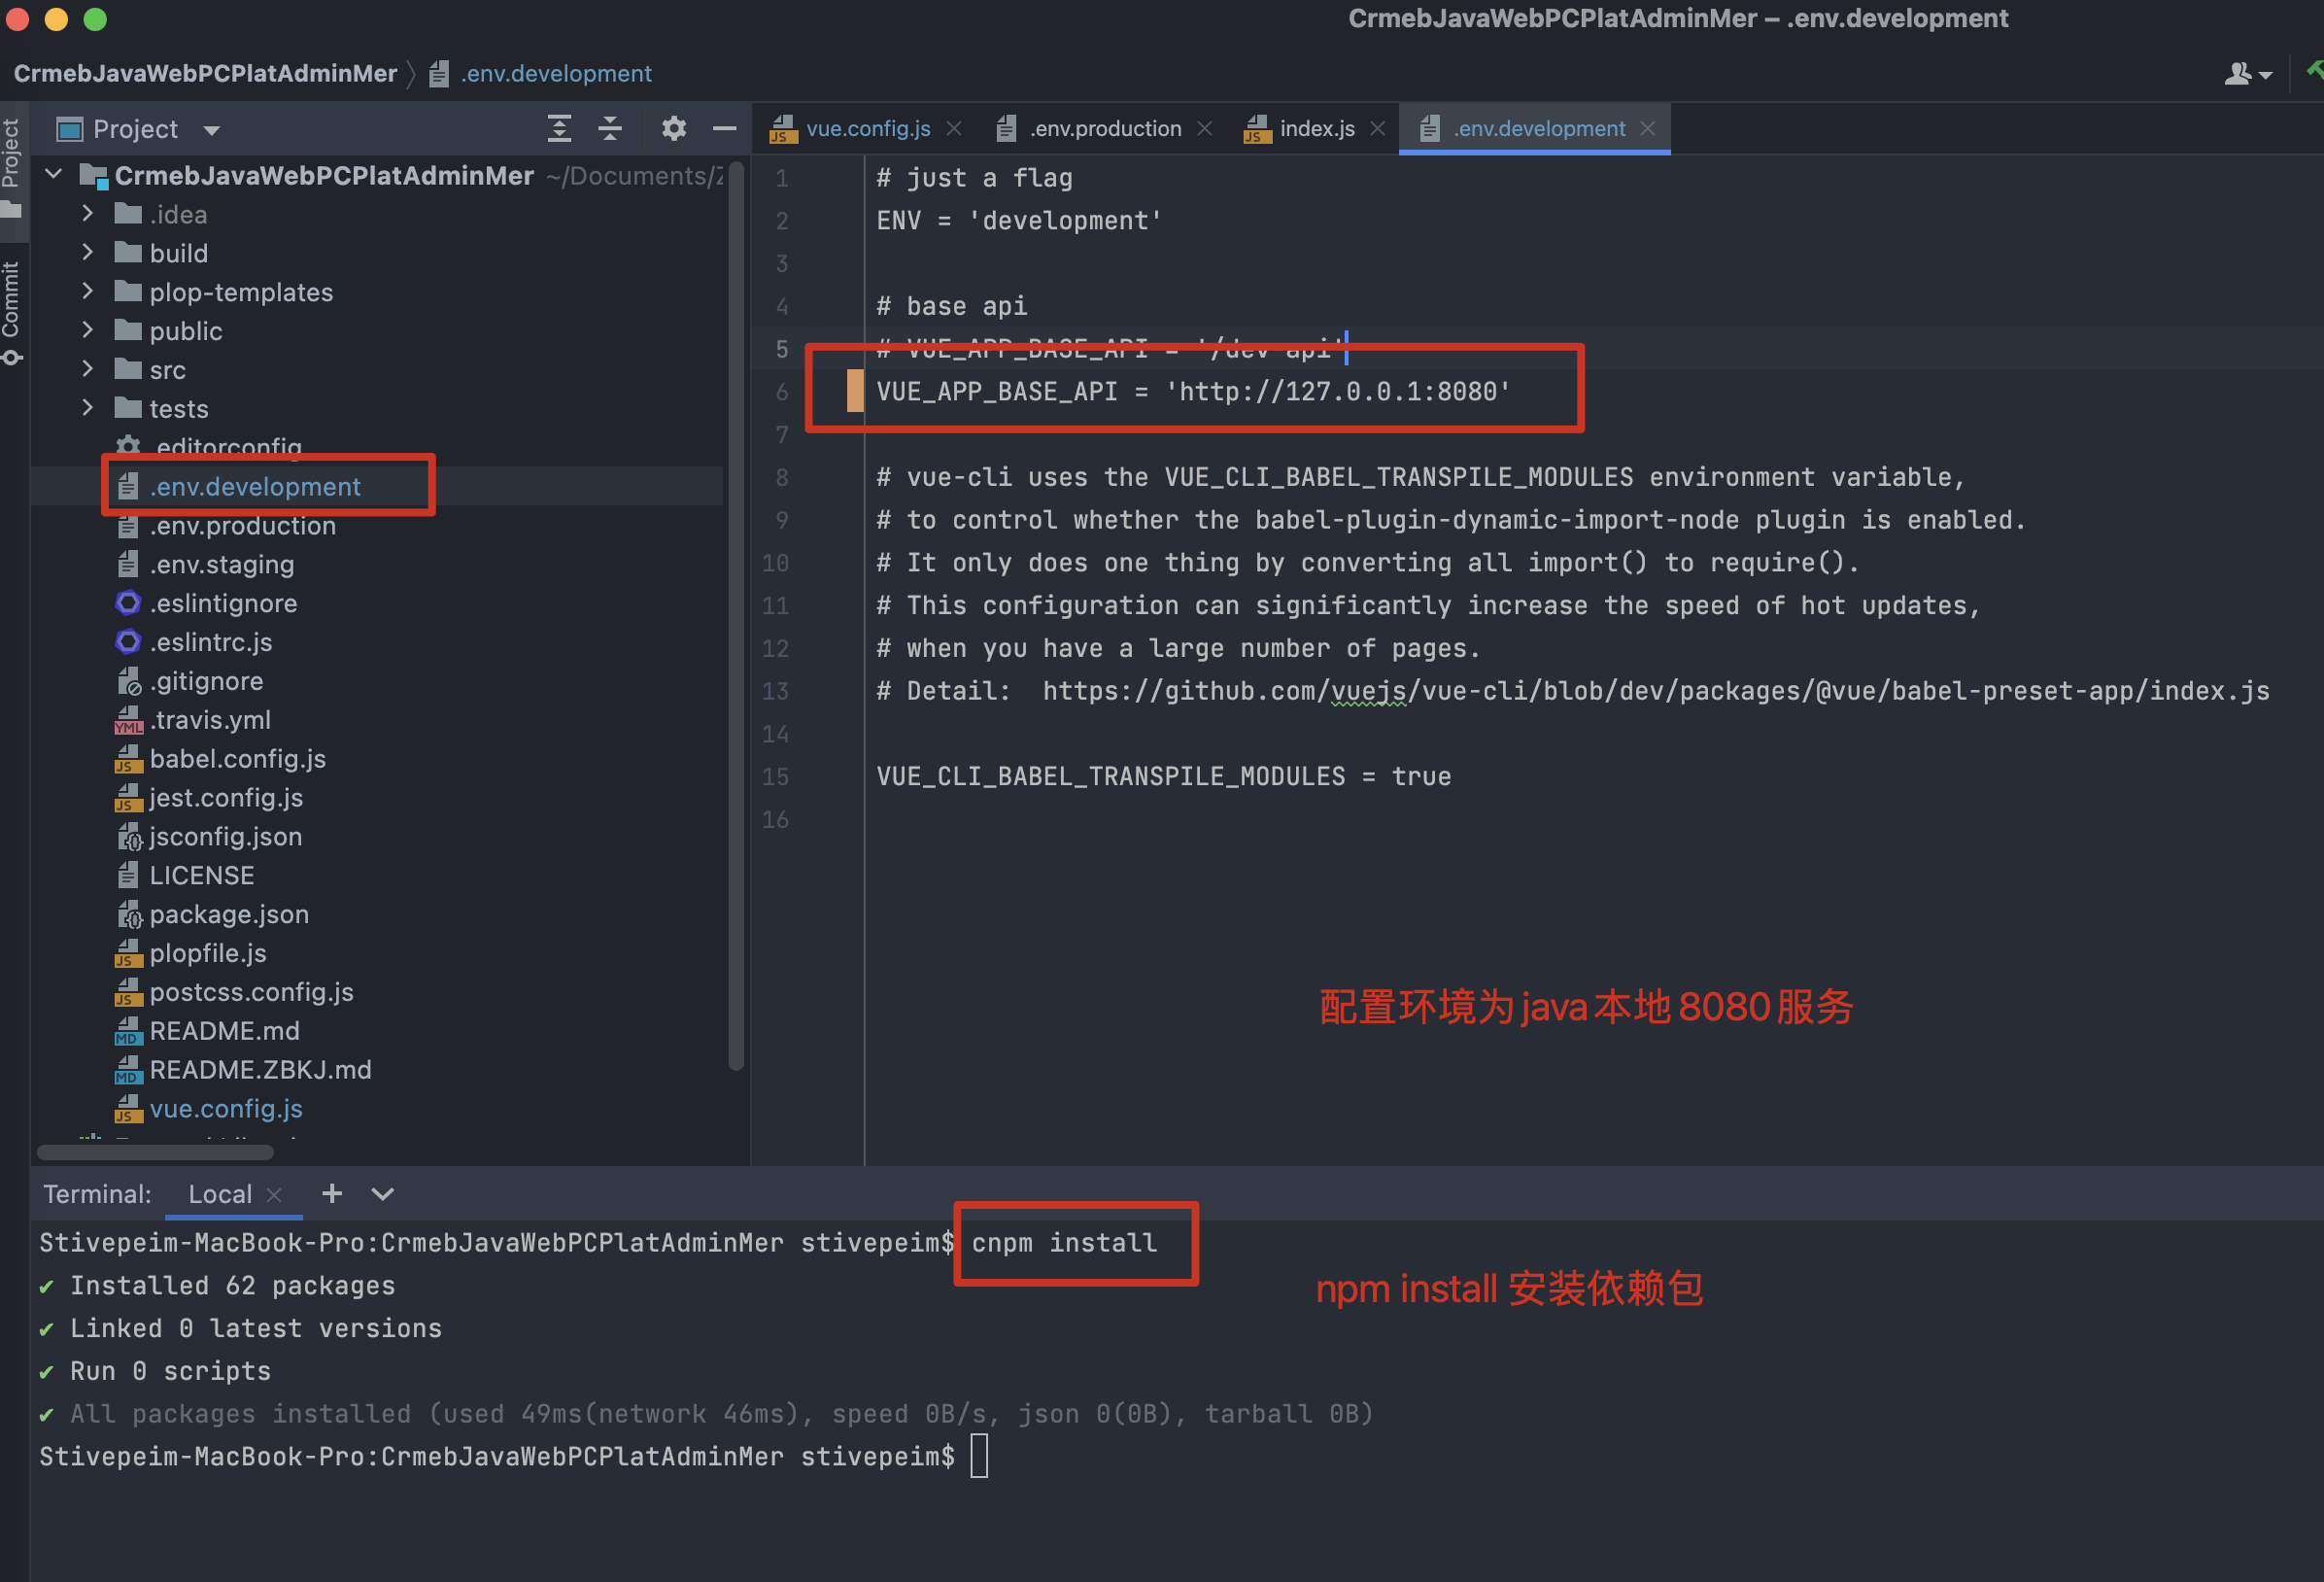 CrmebJavaWebPCPlatAdminMer – .env.development
CrmebJavaWebPCPlatAdminMer
.env.development
Project
Commit
Project
CrmebJavaWebPCPlatAdminMer ~/Documents/
.idea
build
plop-templates
public
src
tests
.editorconfig
.env.development
.env.production
.env.staging
.eslintignore
.eslintrc.js
.gitignore
.travis.yml
babel.config.js
jest.config.js
jsconfig.json
LICENSE
package.json
plopfile.js
postcss.config.js
README.md
README.ZBKJ.md
vue.config.js
vue.config.js
.env.production
index.js
.env.development
1 # just a flag
2 ENV = 'development'
3
4 # base api
5 # VUE_APP_BASE_API = '/dev-api'
6 VUE_APP_BASE_API = 'http://127.0.0.1:8080'
7
8 # vue-cli uses the VUE_CLI_BABEL_TRANSPILE_MODULES environment variable,
9 # to control whether the babel-plugin-dynamic-import-node plugin is enabled.
10 # It only does one thing by converting all import() to require().
11 # This configuration can significantly increase the speed of hot updates,
12 # when you have a large number of pages.
13 # Detail:  https://github.com/vuejs/vue-cli/blob/dev/packages/@vue/babel-preset-app/index.js
14
15 VUE_CLI_BABEL_TRANSPILE_MODULES = true
16
配置环境为java本地8080服务
Terminal: Local
Stivepeim-MacBook-Pro:CrmebJavaWebPCPlatAdminMer stivepeim$ cnpm install
✔ Installed 62 packages
✔ Linked 0 latest versions
✔ Run 0 scripts
✔ All packages installed (used 49ms(network 46ms), speed 0B/s, json 0(0B), tarball 0B)
Stivepeim-MacBook-Pro:CrmebJavaWebPCPlatAdminMer stivepeim$
npm install 安装依赖包